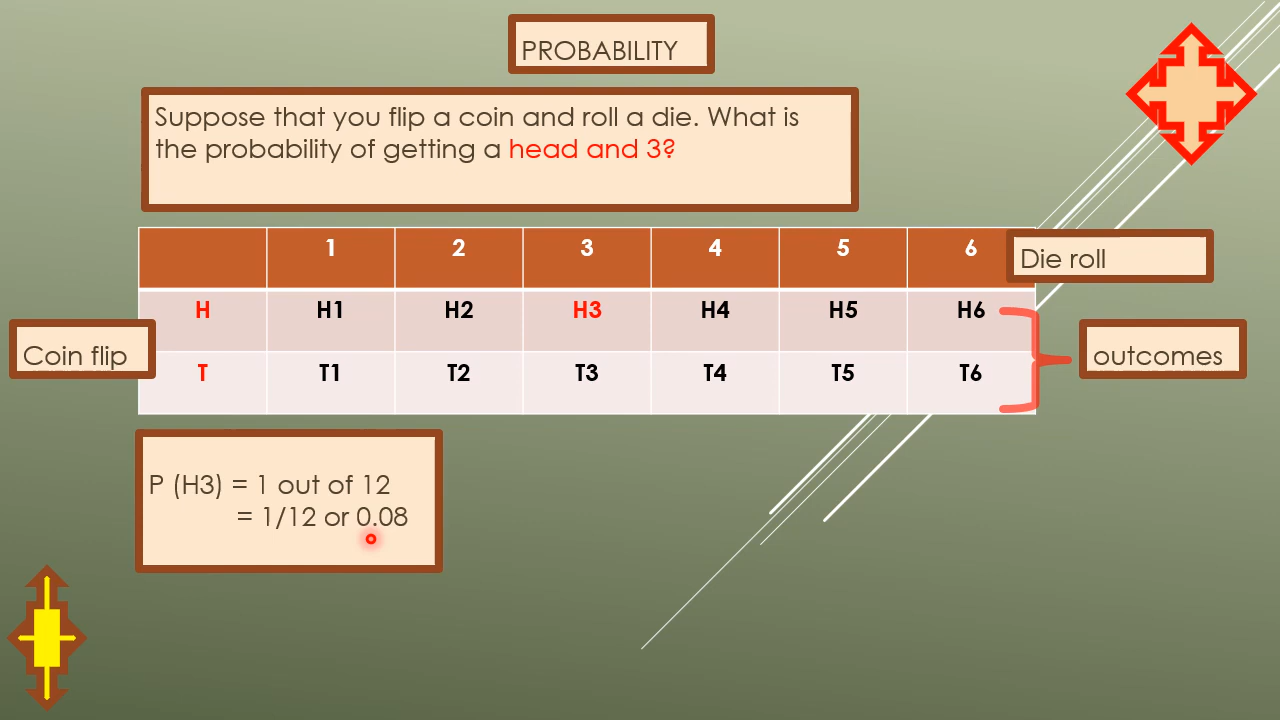 PROBABILITY
Suppose that you flip a coin and roll a die. What is
the probability of getting a head and 3?
1 2 3 4 5 6
Die roll
H H1 H2 H3 H4 H5 H6
Coin flip
outcomes
T T1 T2 T3 T4 T5 T6
P (H3) = 1 out of 12
= 1/12 or 0.08